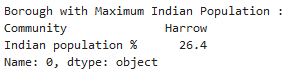 Borough with Maximum Indian Population :
Community              Harrow
Indian population %      26.4
Name: 0, dtype: object